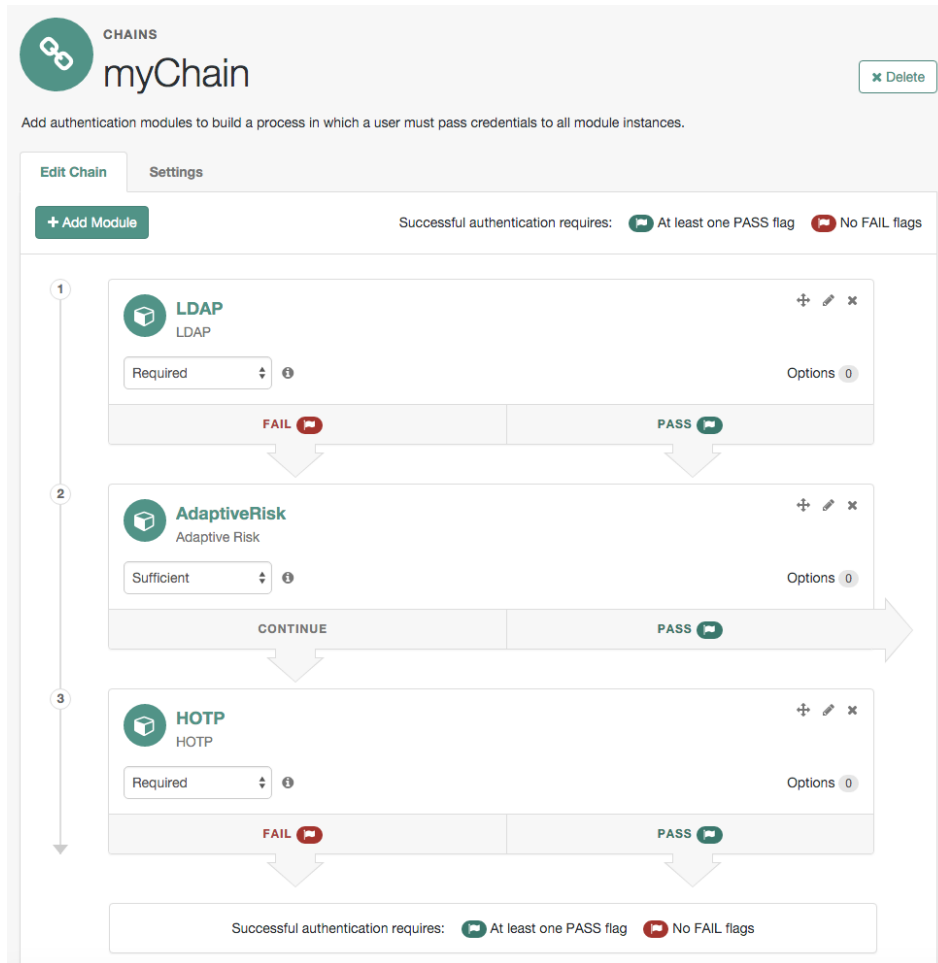 CHAINS
myChain
✖ Delete
Add authentication modules to build a process in which a user must pass credentials to all module instances.
Edit Chain Settings
+ Add Module Successful authentication requires: At least one PASS flag No FAIL flags
1
LDAP
LDAP
Required Options 0
FAIL PASS
2
AdaptiveRisk
Adaptive Risk
Sufficient Options 0
CONTINUE PASS
3
HOTP
HOTP
Required Options 0
FAIL PASS
Successful authentication requires: At least one PASS flag No FAIL flags